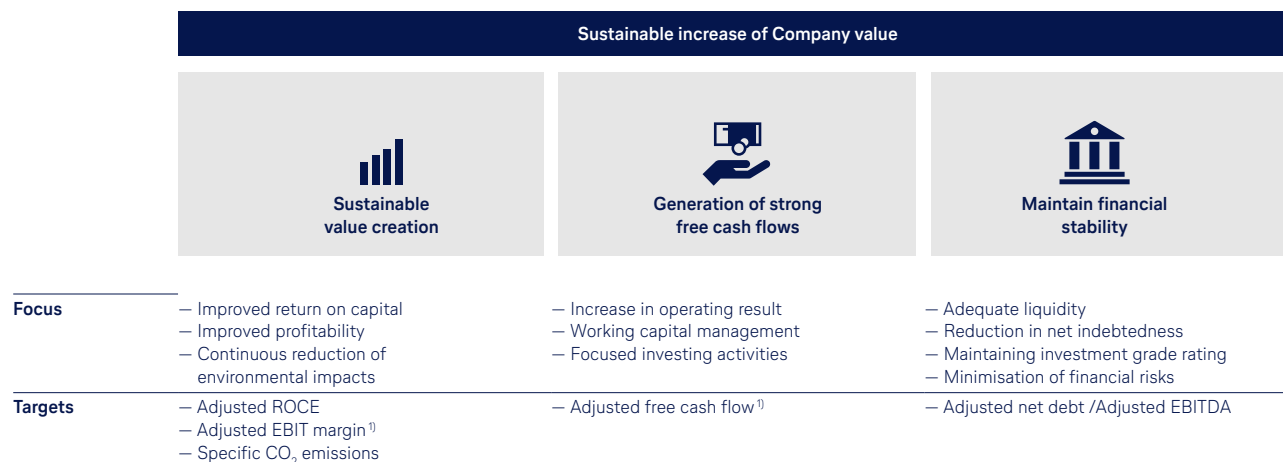 Sustainable increase of Company value
Sustainable
value creation
Generation of strong
free cash flows
Maintain financial
stability
Focus
— Improved return on capital
— Improved profitability
— Continuous reduction of
environmental impacts
— Increase in operating result
— Working capital management
— Focused investing activities
— Adequate liquidity
— Reduction in net indebtedness
— Maintaining investment grade rating
— Minimisation of financial risks
Targets
— Adjusted ROCE
— Adjusted EBIT margin 1)
— Specific CO₂ emissions
— Adjusted free cash flow 1)
— Adjusted net debt /Adjusted EBITDA